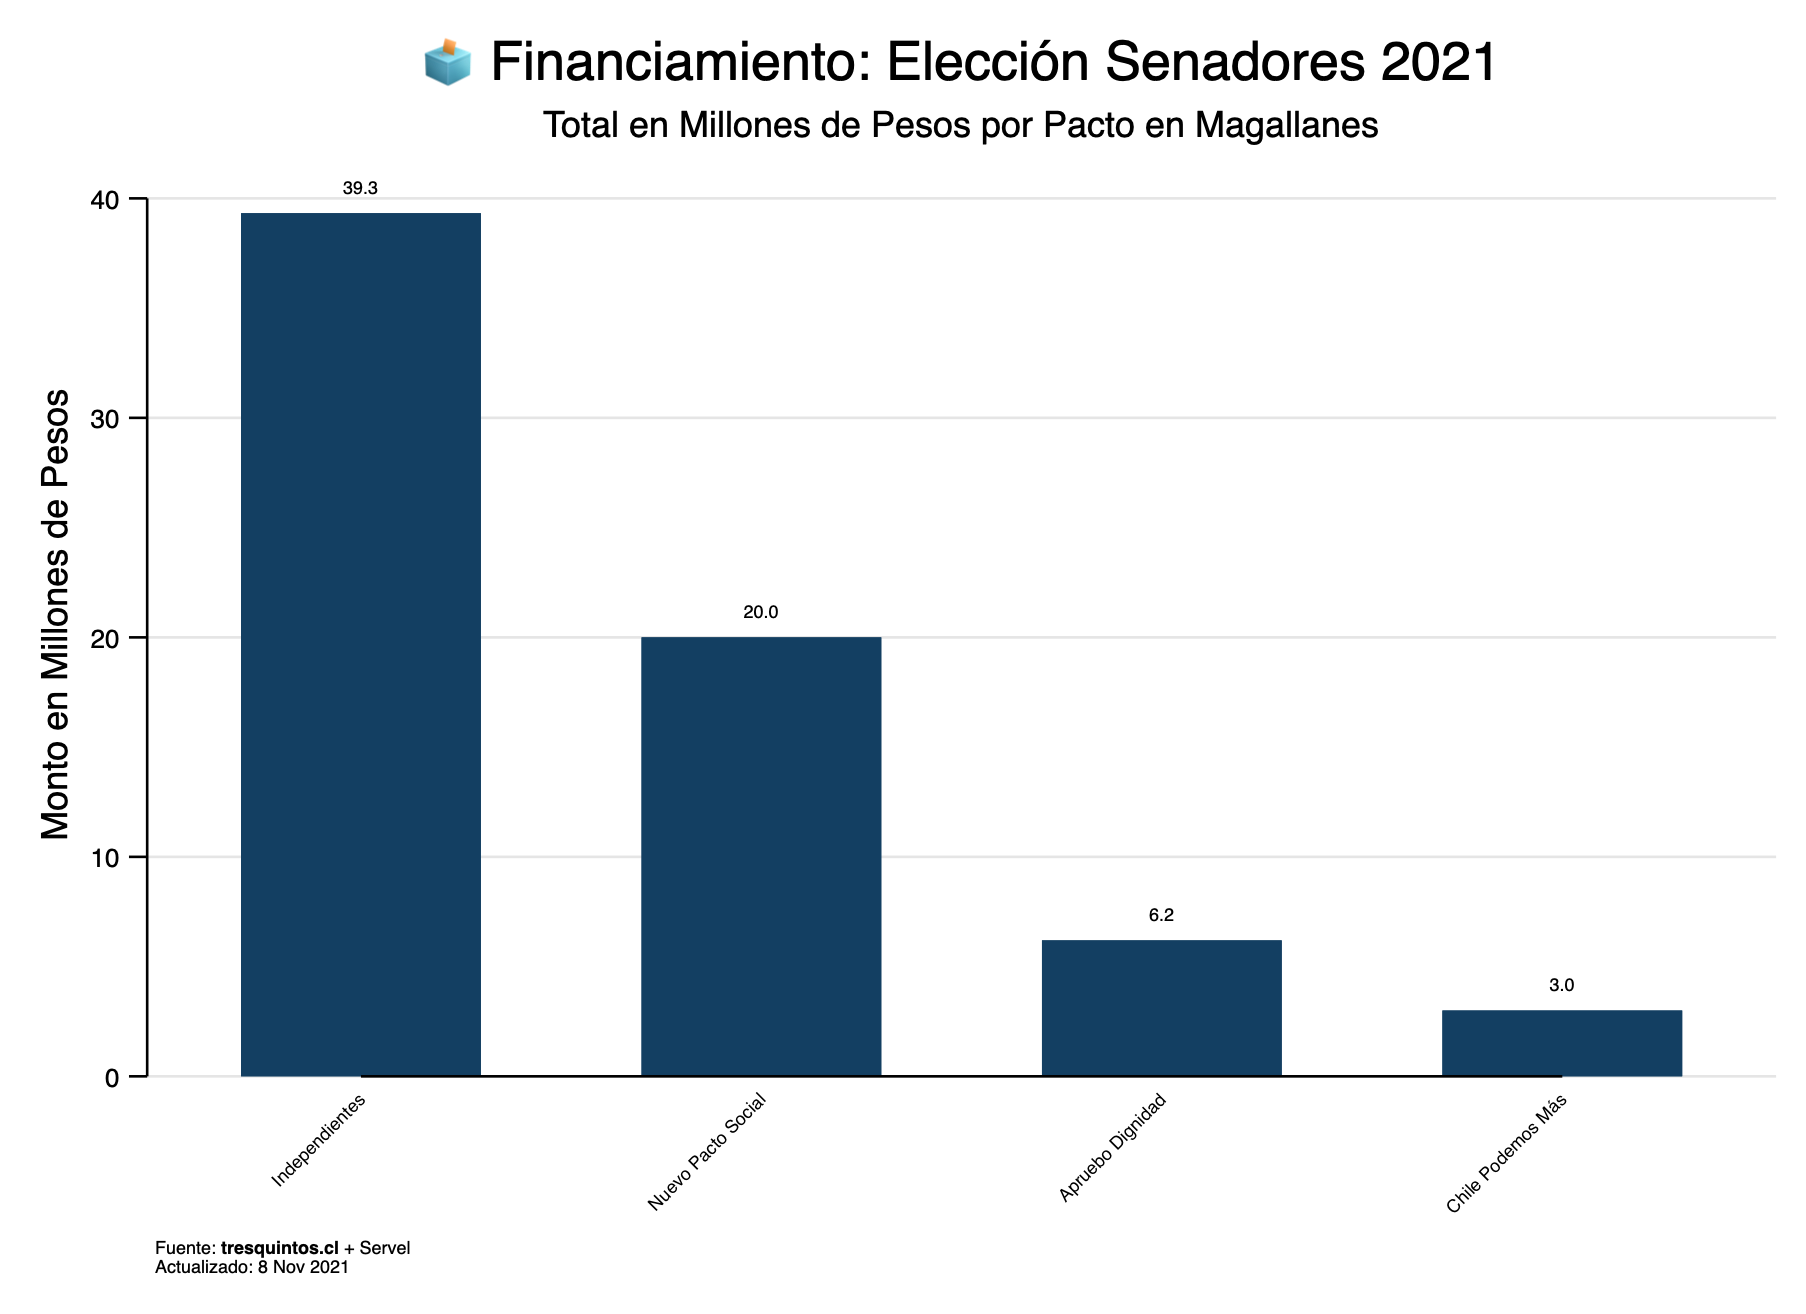 Financiamiento: Elección Senadores 2021
Total en Millones de Pesos por Pacto en Magallanes
Monto en Millones de Pesos
40
30
20
10
0
39.3
20.0
6.2
3.0
Independientes
Nuevo Pacto Social
Apruebo Dignidad
Chile Podemos Más
Fuente: tresquintos.cl + Servel
Actualizado: 8 Nov 2021